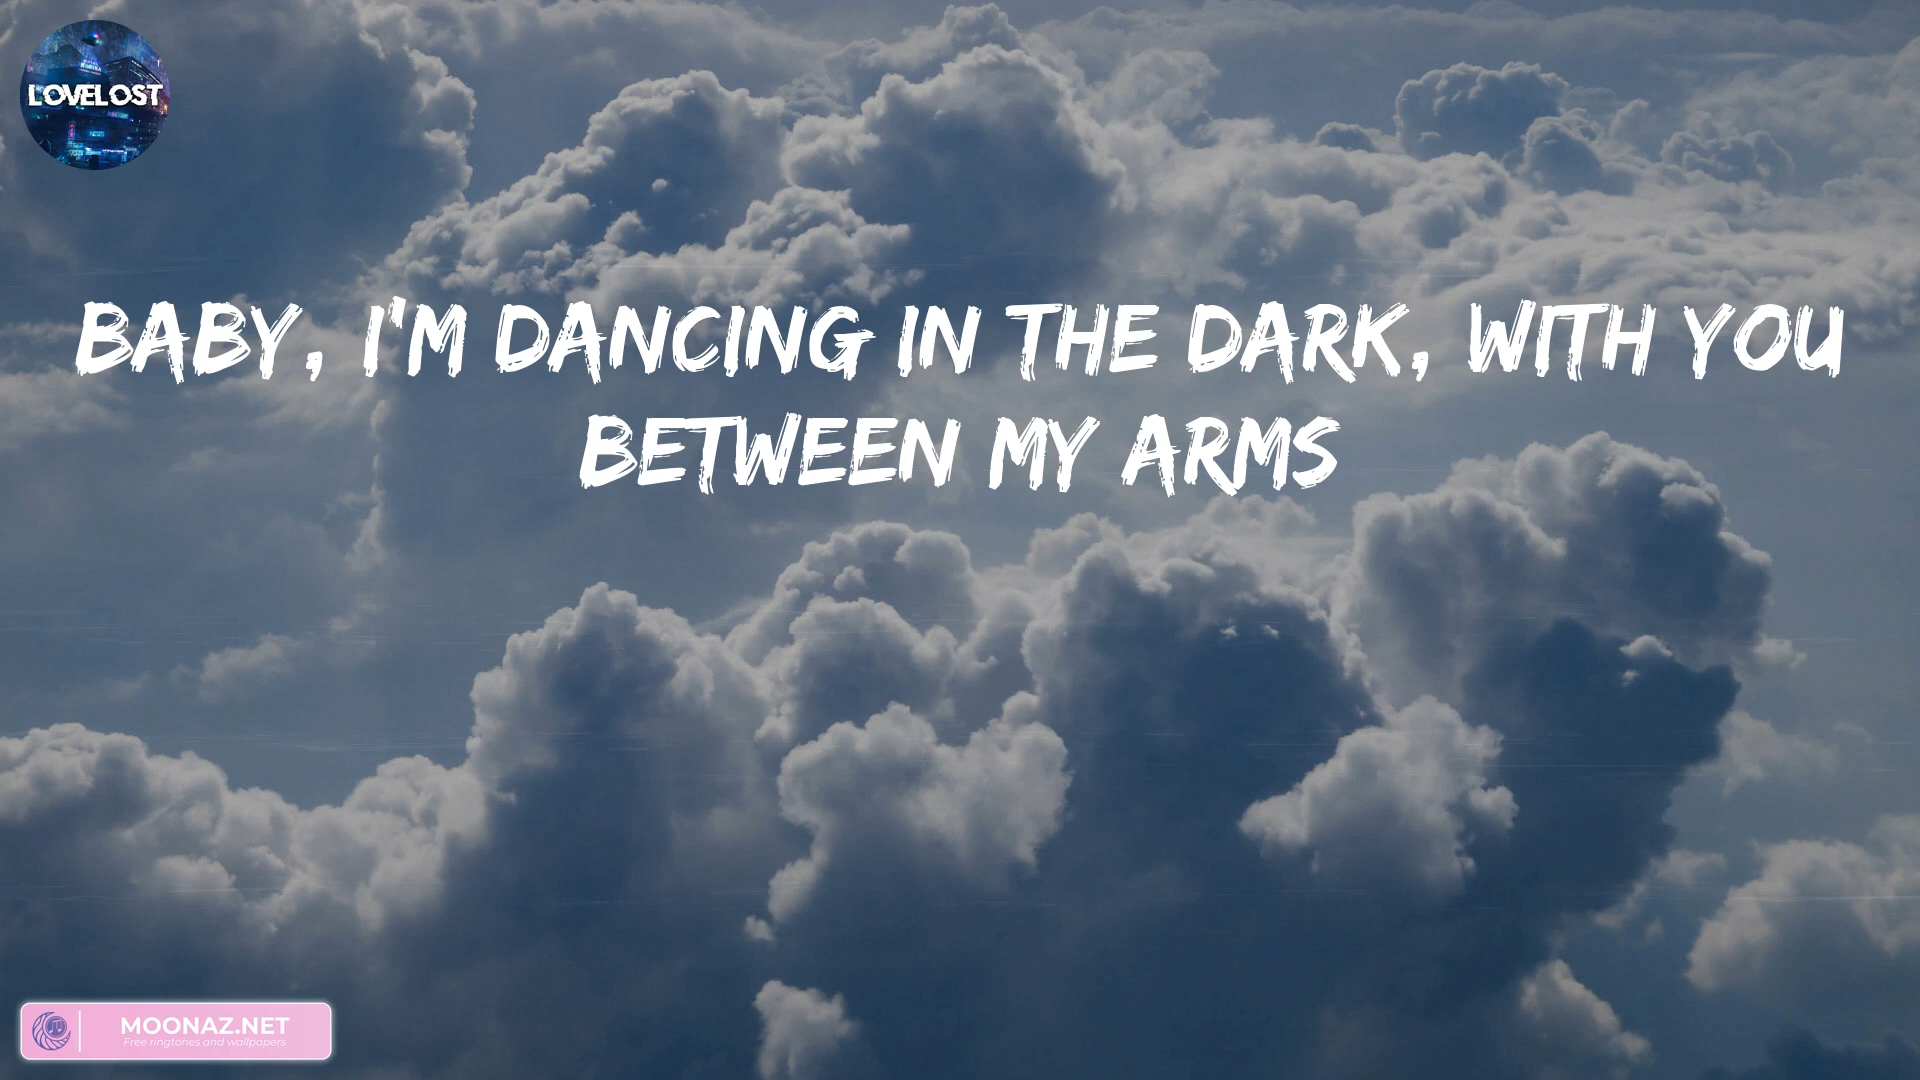 LOVELOST
BABY, I'M DANCING IN THE DARK, WITH YOU
BETWEEN MY ARMS
MOONAZ.NET
Free ringtones and wallpapers